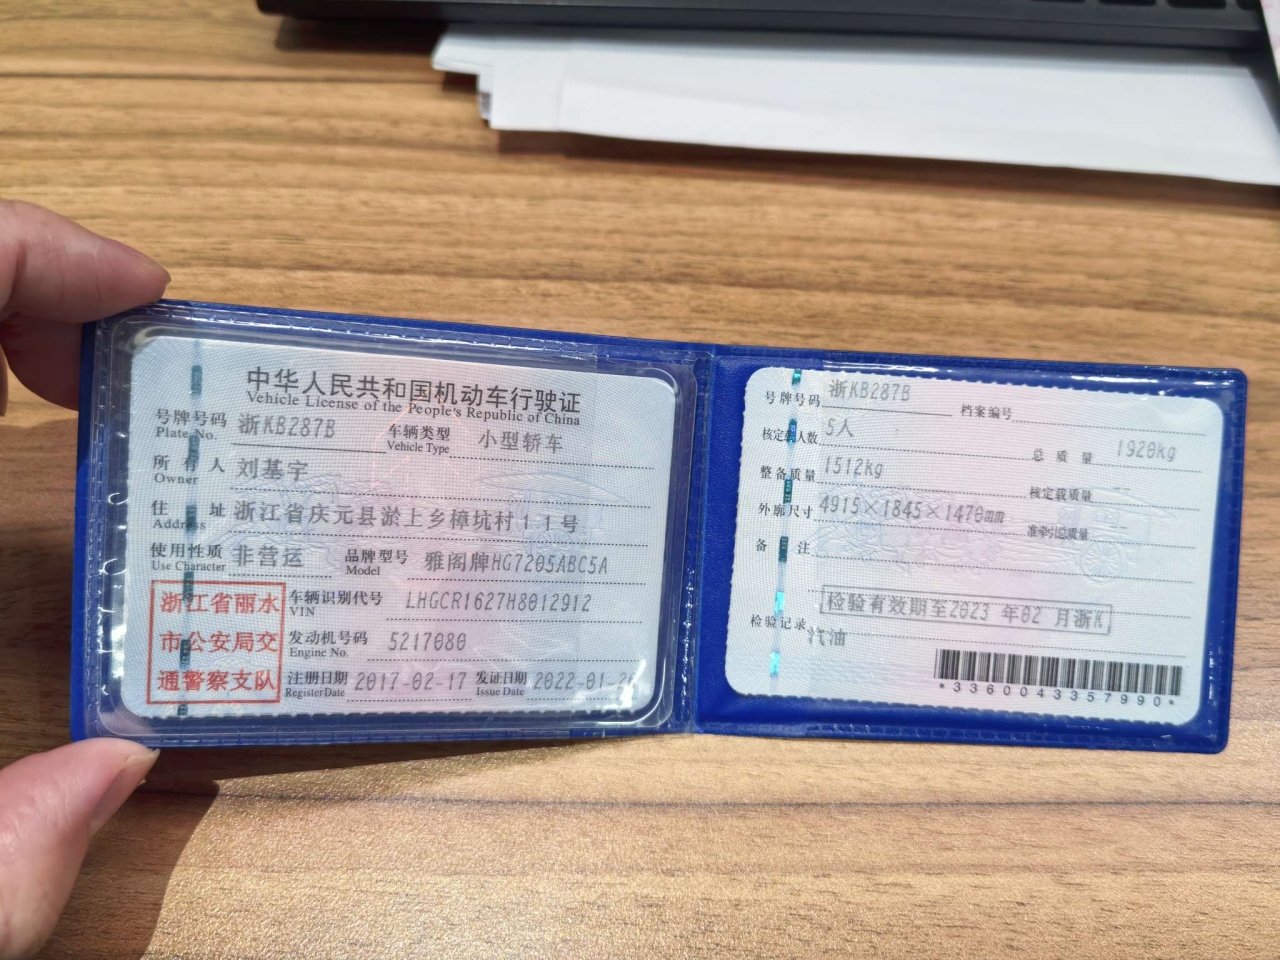 中华人民共和国机动车行驶证
Vehicle License of the People's Republic of China
号牌号码 浙KB287B 车辆类型 小型轿车
Plate No. Vehicle Type
所有人 刘基宇
Owner
住址 浙江省庆元县淤上乡樟坑村11号
Address
使用性质 非营运 品牌型号 雅阁牌HG7205ABC5A
Use Character Model
浙江省丽水
市公安局交
通警察支队
车辆识别代号 LHGCR1627H8012912
VIN
发动机号码 5217080
Engine No.
注册日期 2017-02-17 发证日期 2022-01-26
Register Date Issue Date
号牌号码 浙KB287B 档案编号
核定载人数 5人 总质量 1920kg
整备质量 1512kg 核定载质量 --
外廓尺寸 4915×1845×1470mm 准牵引总质量 --
备注
检验记录 检验有效期至2023 年02 月浙K
汽油
*3360043357990*